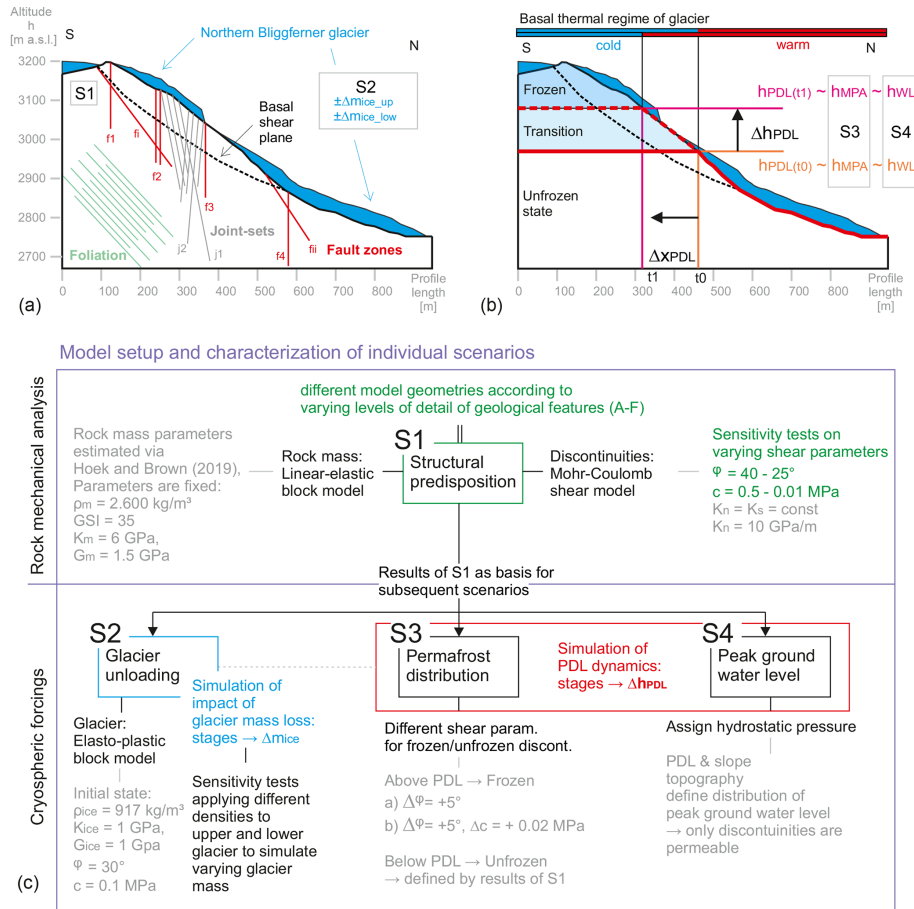 Altitude
h
[m a.s.l.]
S
Northern Bliggferner glacier
N
3200
3100
3000
2900
2800
2700
S1
S2
±Δmice_up
±Δmice_low
Basal
shear
plane
f1
fi
f2
f3
j2
j1
f4
fii
Joint-sets
Fault zones
Foliation
0
100
200
300
400
500
600
700
800
Profile
length
[m]
(a)
Basal thermal regime of glacier
S
cold
warm
N
Frozen
Transition
Unfrozen
state
hPDL(t1) ~ hMPA ~ hWL
ΔhPDL
S3
S4
hPDL(t0) ~ hMPA ~ hWL
ΔxPDL
t1
t0
0
100
200
300
400
500
600
700
800
Profile
length
[m]
(b)
Model setup and characterization of individual scenarios
Rock mechanical analysis
different model geometries according to
varying levels of detail of geological features (A-F)
Rock mass parameters
estimated via
Hoek and Brown (2019),
Parameters are fixed:
ρm = 2.600 kg/m³
GSI = 35
Km = 6 GPa,
Gm = 1.5 GPa
Rock mass:
Linear-elastic
block model
S1
Structural
predisposition
Discontinuities:
Mohr-Coulomb
shear model
Sensitivity tests on
varying shear parameters
φ = 40 - 25°
c = 0.5 - 0.01 MPa
Kn = Ks = const
Kn = 10 GPa/m
Results of S1 as basis for
subsequent scenarios
Cryospheric forcings
S2
Glacier
unloading
Simulation of
impact of
glacier mass loss:
stages → Δmice
Glacier:
Elasto-plastic
block model
Initial state:
ρice = 917 kg/m³
Kice = 1 GPa,
Gice = 1 Gpa
φ = 30°
c = 0.1 MPa
Sensitivity tests
applying different
densities to
upper and lower
glacier to simulate
varying glacier
mass
S3
Permafrost
distribution
Simulation of
PDL dynamics:
stages → ΔhPDL
Different shear param.
for frozen/unfrozen discont.
Above PDL → Frozen
a) Δφ= +5°
b) Δφ= +5°, Δc = + 0.02 MPa
Below PDL → Unfrozen
→ defined by results of S1
S4
Peak ground
water level
Assign hydrostatic pressure
PDL & slope
topography
define distribution of
peak ground water level
→ only discontuinities are
permeable
(c)